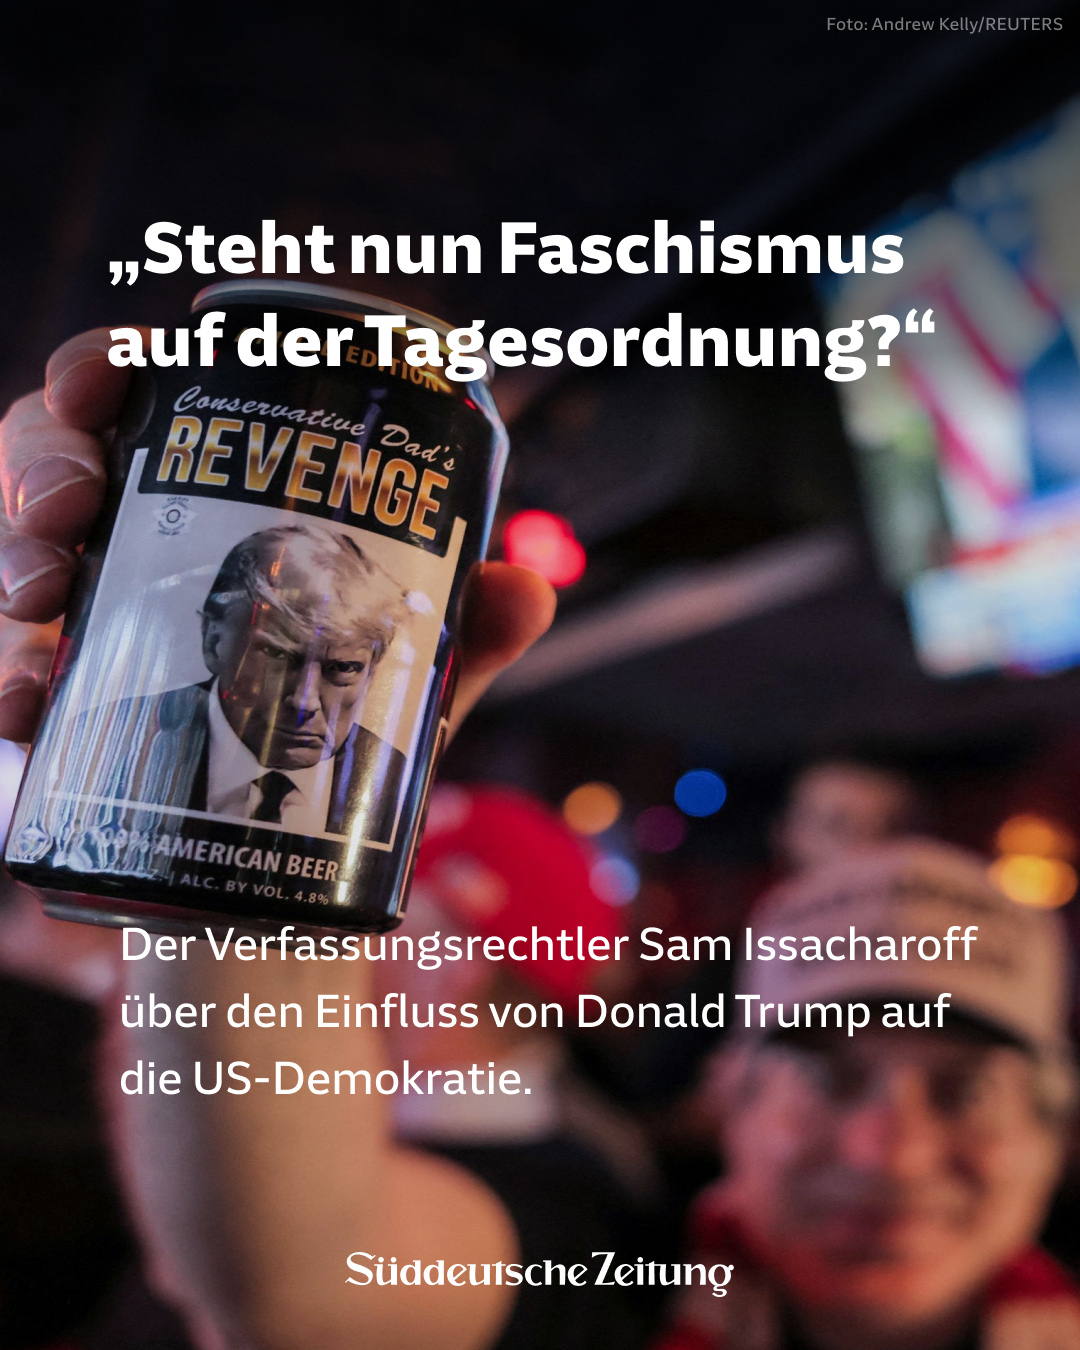 Foto: Andrew Kelly/REUTERS
„Steht nun Faschismus
auf der Tagesordnung?“
EDITION
Conservative Dad's
REVENGE
100% AMERICAN BEER
ALC. BY VOL. 4.8%
Der Verfassungsrechtler Sam Issacharoff
über den Einfluss von Donald Trump auf
die US-Demokratie.
Süddeutsche Zeitung